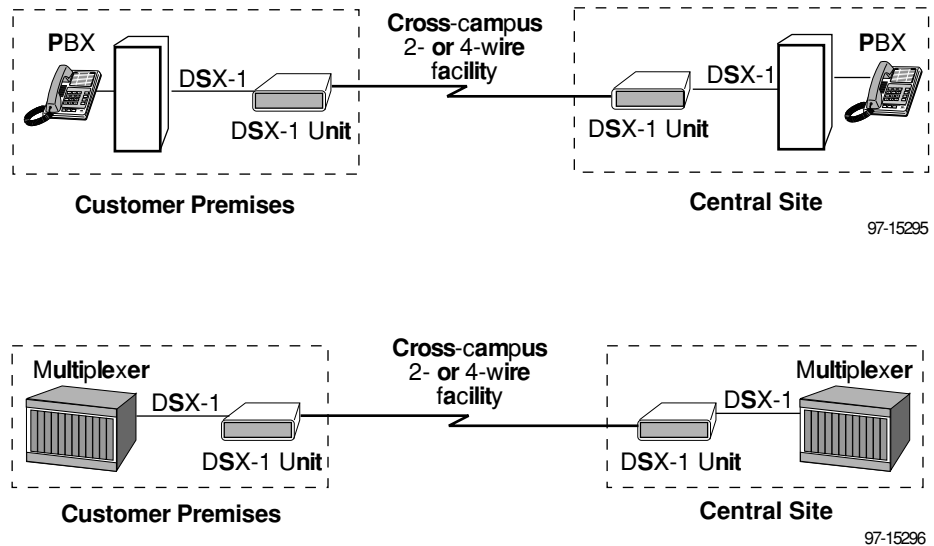 Cross-campus
2- or 4-wire
facility
PBX
PBX
DSX-1
DSX-1
DSX-1 Unit
DSX-1 Unit
Customer Premises
Central Site
97-15295
Cross-campus
2- or 4-wire
facility
Multiplexer
Multiplexer
DSX-1
DSX-1
DSX-1 Unit
DSX-1 Unit
Customer Premises
Central Site
97-15296